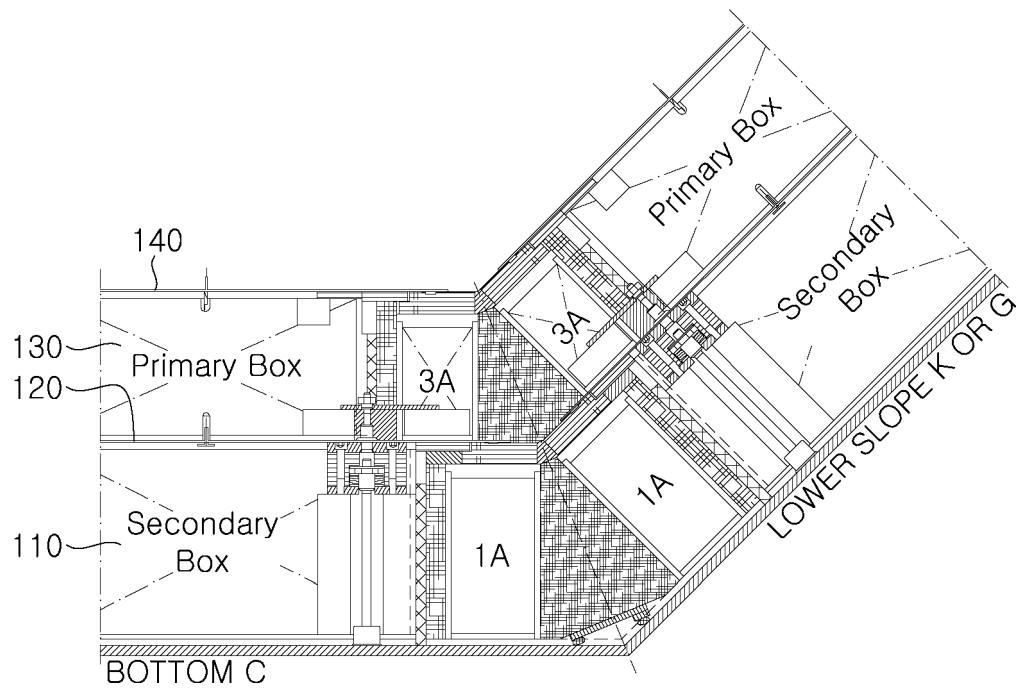 140
130
Primary Box
120
3A
110
Secondary
Box
1A
BOTTOM C
Primary Box
3A
Secondary
Box
1A
LOWER SLOPE K OR G